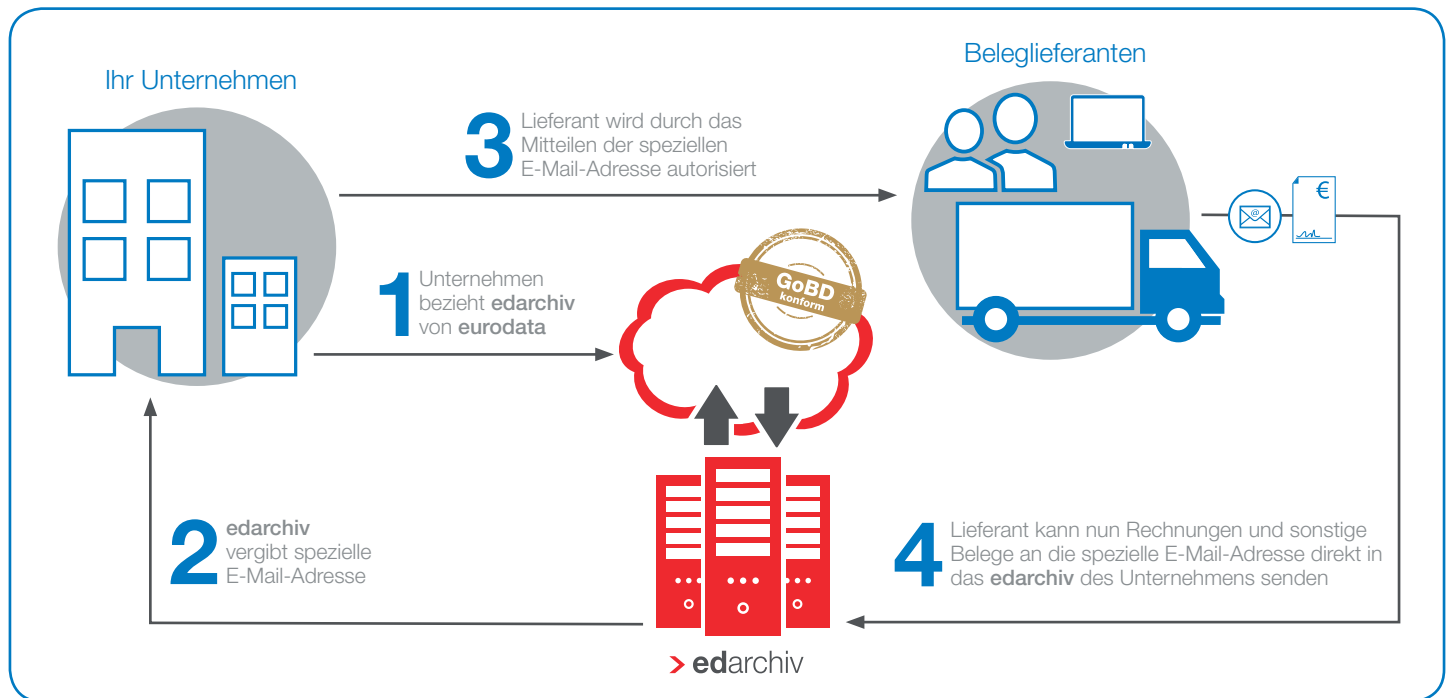 Ihr Unternehmen
Beleglieferanten
3
Lieferant wird durch das
Mitteilen der speziellen
E-Mail-Adresse autorisiert
@
€
1
Unternehmen
bezieht edarchiv
von eurodata
GoBD
konform
2
edarchiv
vergibt spezielle
E-Mail-Adresse
4
Lieferant kann nun Rechnungen und sonstige
Belege an die spezielle E-Mail-Adresse direkt in
das edarchiv des Unternehmens senden
> edarchiv